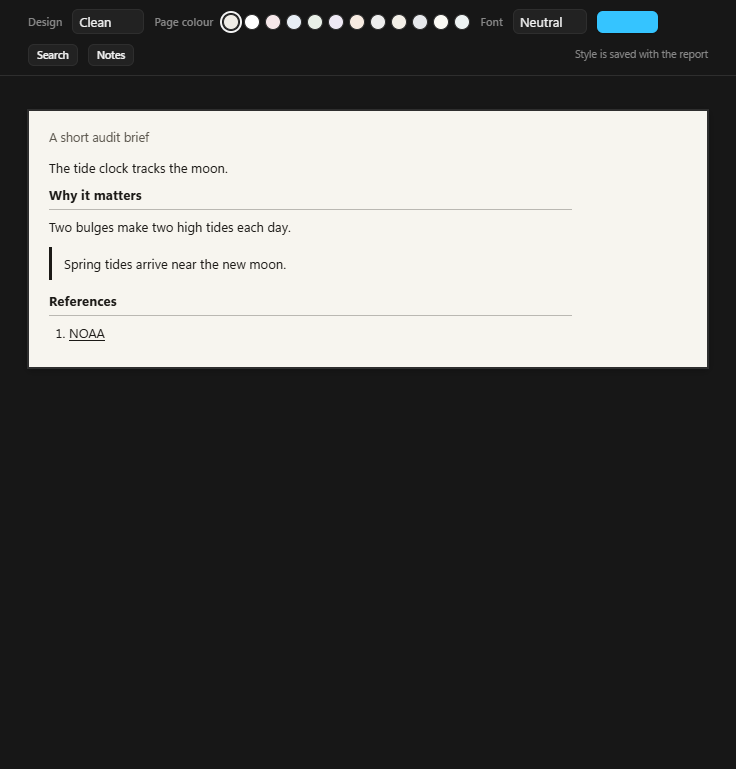 Design Clean Page colour Font Neutral
Search Notes Style is saved with the report
A short audit brief
The tide clock tracks the moon.
Why it matters
Two bulges make two high tides each day.
Spring tides arrive near the new moon.
References
1. NOAA